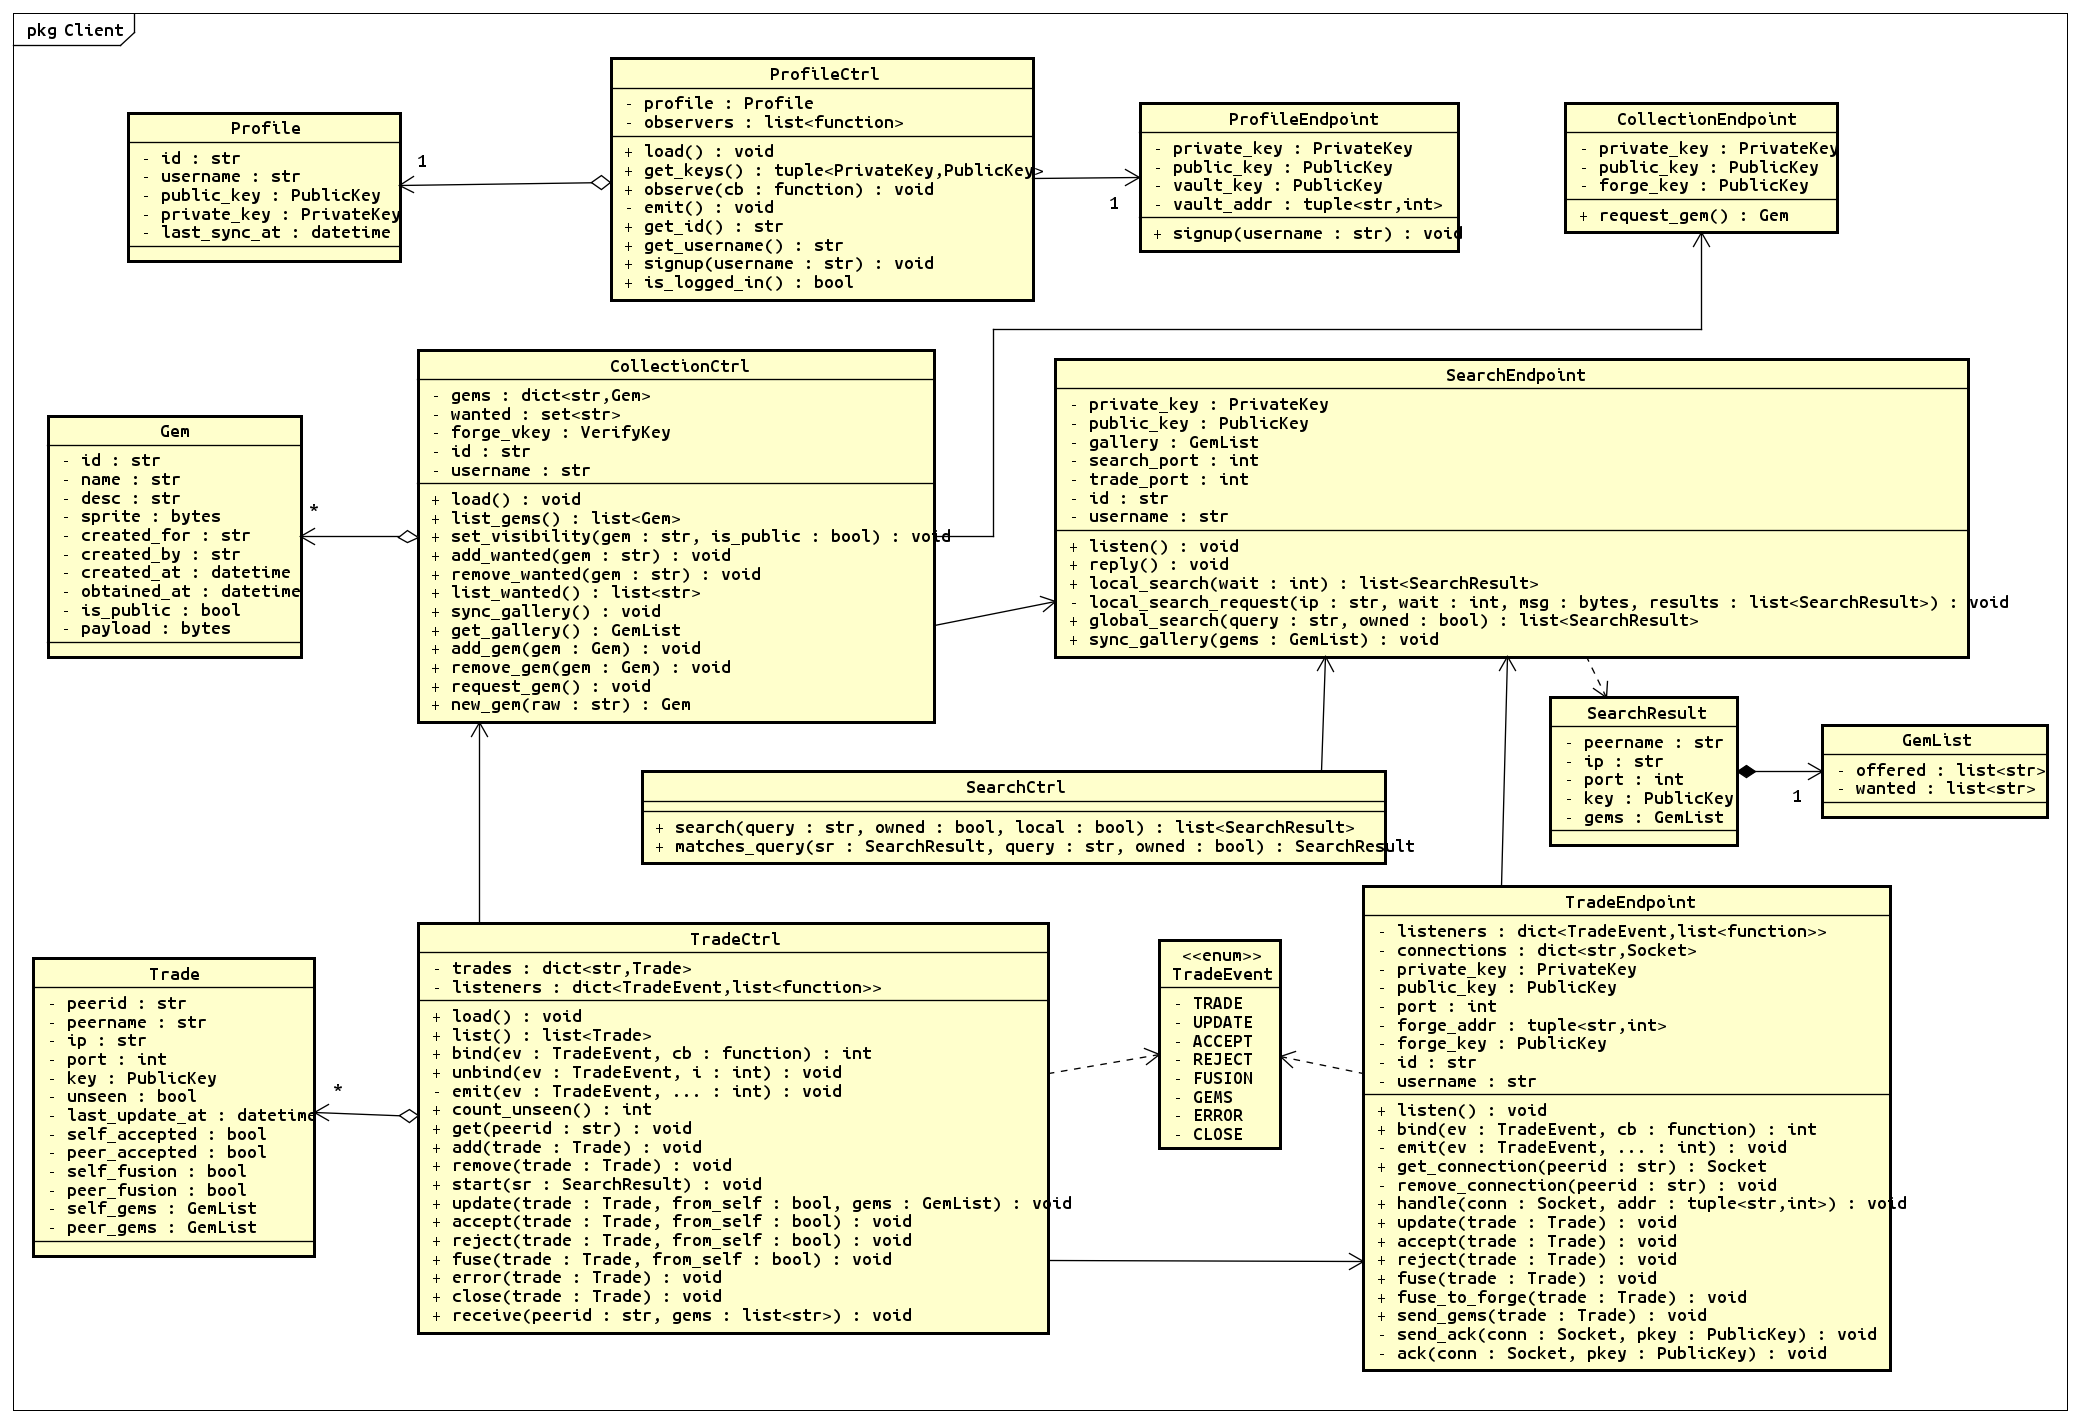 pkg Client
ProfileCtrl
- profile : Profile
- observers : list<function>
+ load() : void
+ get_keys() : tuple<PrivateKey,PublicKey>
+ observe(cb : function) : void
- emit() : void
+ get_id() : str
+ get_username() : str
+ signup(username : str) : void
+ is_logged_in() : bool
Profile
- id : str
- username : str
- public_key : PublicKey
- private_key : PrivateKey
- last_sync_at : datetime
1
ProfileEndpoint
- private_key : PrivateKey
- public_key : PublicKey
- vault_key : PublicKey
- vault_addr : tuple<str,int>
+ signup(username : str) : void
1
CollectionEndpoint
- private_key : PrivateKey
- public_key : PublicKey
- forge_key : PublicKey
+ request_gem() : Gem
CollectionCtrl
- gems : dict<str,Gem>
- wanted : set<str>
- forge_vkey : VerifyKey
- id : str
- username : str
+ load() : void
+ list_gems() : list<Gem>
+ set_visibility(gem : str, is_public : bool) : void
+ add_wanted(gem : str) : void
+ remove_wanted(gem : str) : void
+ list_wanted() : list<str>
+ sync_gallery() : void
+ get_gallery() : GemList
+ add_gem(gem : Gem) : void
+ remove_gem(gem : Gem) : void
+ request_gem() : void
+ new_gem(raw : str) : Gem
Gem
- id : str
- name : str
- desc : str
- sprite : bytes
- created_for : str
- created_by : str
- created_at : datetime
- obtained_at : datetime
- is_public : bool
- payload : bytes
*
SearchEndpoint
- private_key : PrivateKey
- public_key : PublicKey
- gallery : GemList
- search_port : int
- trade_port : int
- id : str
- username : str
+ listen() : void
+ reply() : void
+ local_search(wait : int) : list<SearchResult>
- local_search_request(ip : str, wait : int, msg : bytes, results : list<SearchResult>) : void
+ global_search(query : str, owned : bool) : list<SearchResult>
+ sync_gallery(gems : GemList) : void
SearchResult
- peername : str
- ip : str
- port : int
- key : PublicKey
- gems : GemList
1
GemList
- offered : list<str>
- wanted : list<str>
SearchCtrl
+ search(query : str, owned : bool, local : bool) : list<SearchResult>
+ matches_query(sr : SearchResult, query : str, owned : bool) : SearchResult
TradeCtrl
- trades : dict<str,Trade>
- listeners : dict<TradeEvent,list<function>>
+ load() : void
+ list() : list<Trade>
+ bind(ev : TradeEvent, cb : function) : int
+ unbind(ev : TradeEvent, i : int) : void
- emit(ev : TradeEvent, ... : int) : void
+ count_unseen() : int
+ get(peerid : str) : void
+ add(trade : Trade) : void
+ remove(trade : Trade) : void
+ start(sr : SearchResult) : void
+ update(trade : Trade, from_self : bool, gems : GemList) : void
+ accept(trade : Trade, from_self : bool) : void
+ reject(trade : Trade, from_self : bool) : void
+ fuse(trade : Trade, from_self : bool) : void
+ error(trade : Trade) : void
+ close(trade : Trade) : void
+ receive(peerid : str, gems : list<str>) : void
Trade
- peerid : str
- peername : str
- ip : str
- port : int
- key : PublicKey
- unseen : bool
- last_update_at : datetime
- self_accepted : bool
- peer_accepted : bool
- self_fusion : bool
- peer_fusion : bool
- self_gems : GemList
- peer_gems : GemList
*
<<enum>>
TradeEvent
- TRADE
- UPDATE
- ACCEPT
- REJECT
- FUSION
- GEMS
- ERROR
- CLOSE
TradeEndpoint
- listeners : dict<TradeEvent,list<function>>
- connections : dict<str,Socket>
- private_key : PrivateKey
- public_key : PublicKey
- port : int
- forge_addr : tuple<str,int>
- forge_key : PublicKey
- id : str
- username : str
+ listen() : void
+ bind(ev : TradeEvent, cb : function) : int
- emit(ev : TradeEvent, ... : int) : void
+ get_connection(peerid : str) : Socket
- remove_connection(peerid : str) : void
+ handle(conn : Socket, addr : tuple<str,int>) : void
+ update(trade : Trade) : void
+ accept(trade : Trade) : void
+ reject(trade : Trade) : void
+ fuse(trade : Trade) : void
+ fuse_to_forge(trade : Trade) : void
+ send_gems(trade : Trade) : void
- send_ack(conn : Socket, pkey : PublicKey) : void
- ack(conn : Socket, pkey : PublicKey) : void